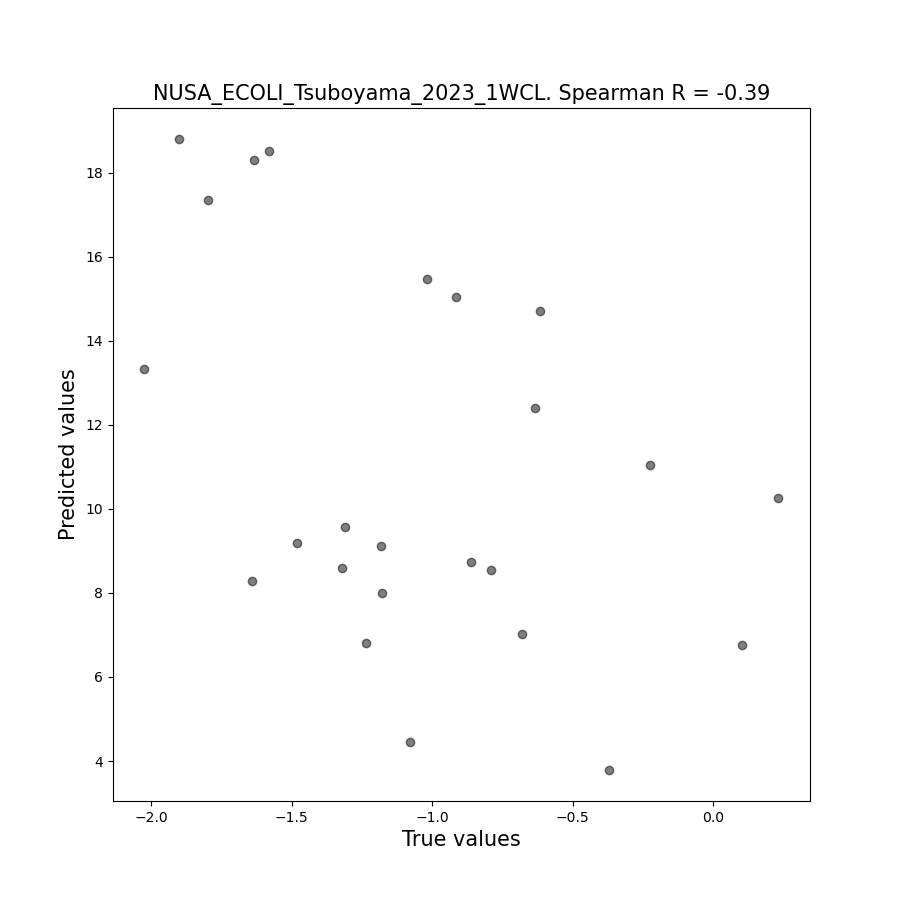 NUSA_ECOLI_Tsuboyama_2023_1WCL. Spearman R = -0.39
18
16
14
12
10
8
6
4
Predicted values
−2.0 −1.5 −1.0 −0.5 0.0
True values